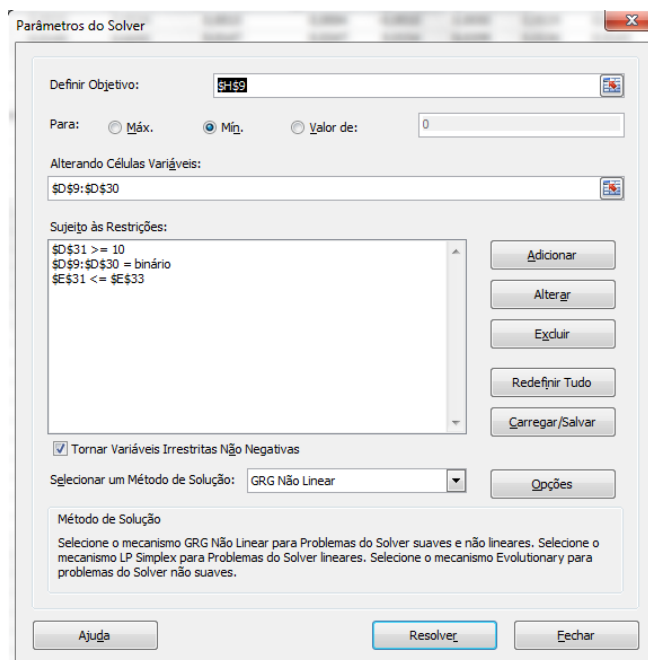 Parâmetros do Solver
Definir Objetivo: $H$9
Para: Máx. Mín. Valor de: 0
Alterando Células Variáveis:
$D$9:$D$30
Sujeito às Restrições:
$D$31 >= 10
$D$9:$D$30 = binário
$E$31 <= $E$33
Adicionar
Alterar
Excluir
Redefinir Tudo
Carregar/Salvar
Tornar Variáveis Irrestritas Não Negativas
Selecionar um Método de Solução: GRG Não Linear Opções
Método de Solução
Selecione o mecanismo GRG Não Linear para Problemas do Solver suaves e não lineares. Selecione o
mecanismo LP Simplex para Problemas do Solver lineares. Selecione o mecanismo Evolutionary para
problemas do Solver não suaves.
Ajuda Resolver Fechar